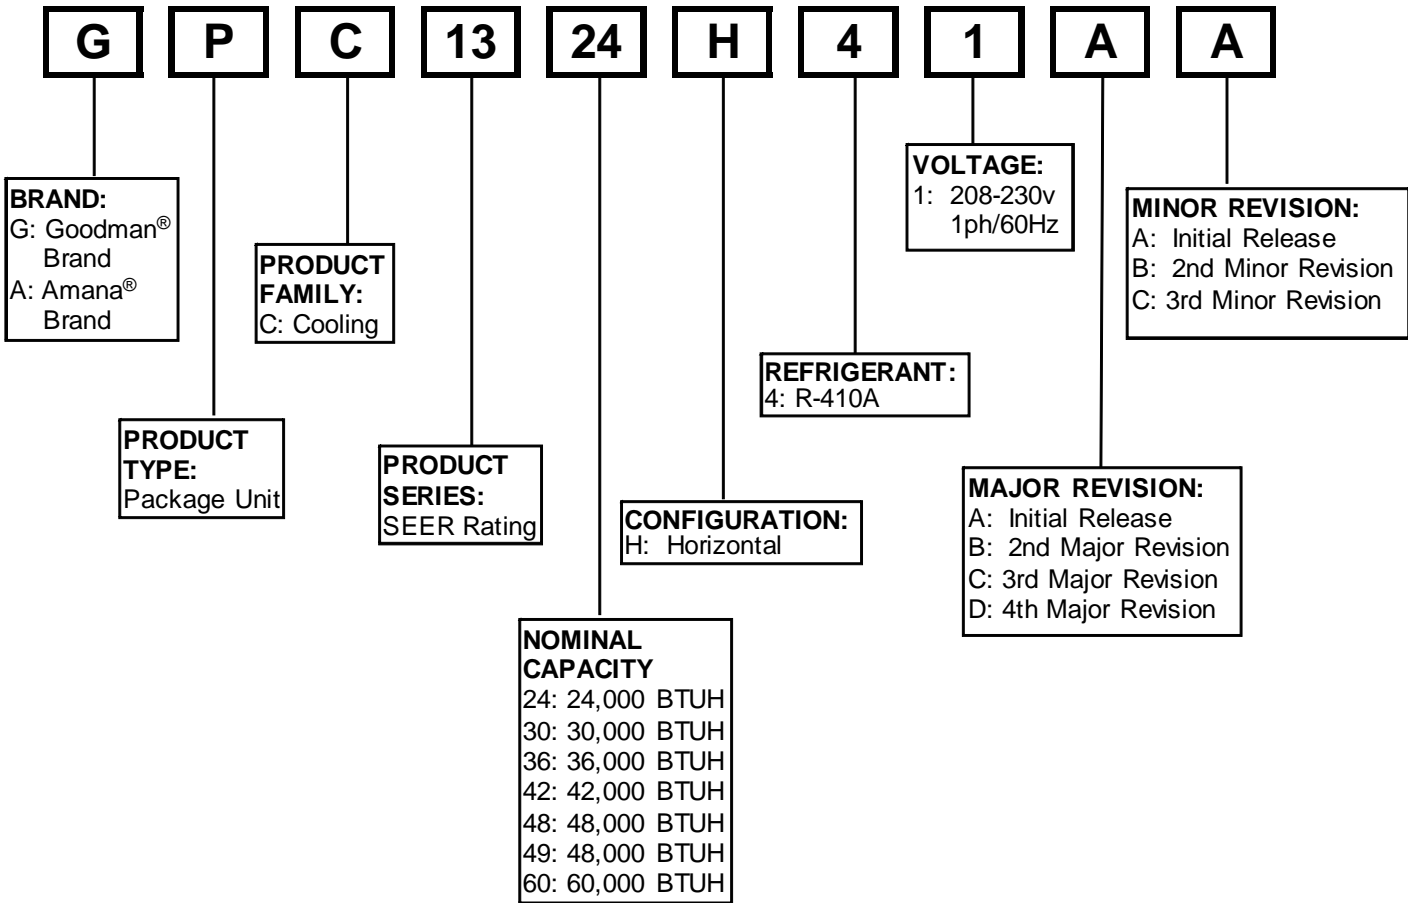 G P C 13 24 H 4 1 A A
BRAND:
G: Goodman®
Brand
A: Amana®
Brand
PRODUCT
TYPE:
Package Unit
PRODUCT
FAMILY:
C: Cooling
PRODUCT
SERIES:
SEER Rating
NOMINAL
CAPACITY
24: 24,000 BTUH
30: 30,000 BTUH
36: 36,000 BTUH
42: 42,000 BTUH
48: 48,000 BTUH
49: 48,000 BTUH
60: 60,000 BTUH
CONFIGURATION:
H: Horizontal
REFRIGERANT:
4: R-410A
VOLTAGE:
1: 208-230v
1ph/60Hz
MAJOR REVISION:
A: Initial Release
B: 2nd Major Revision
C: 3rd Major Revision
D: 4th Major Revision
MINOR REVISION:
A: Initial Release
B: 2nd Minor Revision
C: 3rd Minor Revision